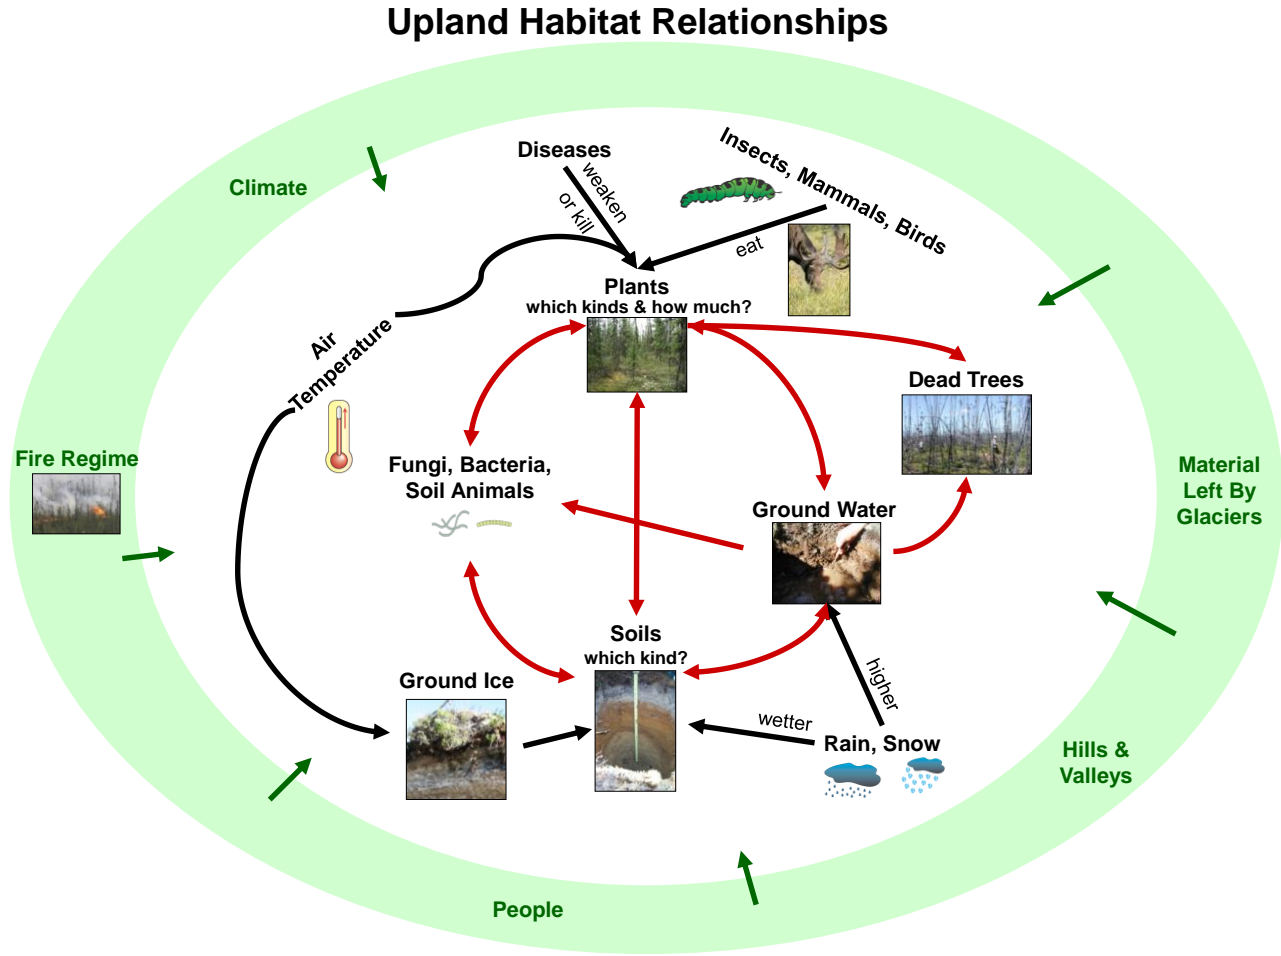 Upland Habitat Relationships
Climate
Diseases
weaken
or kill
Insects, Mammals, Birds
eat
Plants
which kinds & how much?
Air
Temperature
Dead Trees
Fire Regime
Fungi, Bacteria,
Soil Animals
Ground Water
Material
Left By
Glaciers
Soils
which kind?
Ground Ice
higher
wetter
Rain, Snow
Hills &
Valleys
People